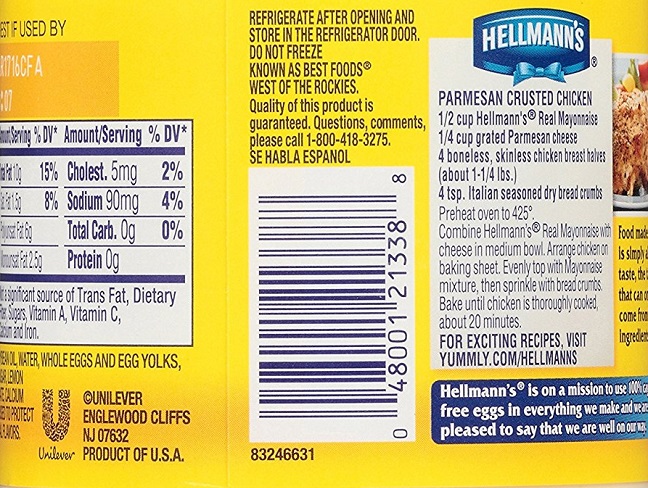 EST IF USED BY
R1716CF A
C07
Amount/Serving % DV* Amount/Serving % DV*
Fat 10g 15% Cholest. 5mg 2%
Fat 1.5g 8% Sodium 90mg 4%
Fat 6g Total Carb. 0g 0%
Fat 2.5g Protein 0g
significant source of Trans Fat, Dietary
Sugars, Vitamin A, Vitamin C,
and Iron.
OIL, WATER, WHOLE EGGS AND EGG YOLKS,
LEMON
CALCIUM
TO PROTECT
FLAVORS.
Unilever
©UNILEVER
ENGLEWOOD CLIFFS
NJ 07632
PRODUCT OF U.S.A.
REFRIGERATE AFTER OPENING AND
STORE IN THE REFRIGERATOR DOOR.
DO NOT FREEZE
KNOWN AS BEST FOODS®
WEST OF THE ROCKIES.
Quality of this product is
guaranteed. Questions, comments,
please call 1-800-418-3275.
SE HABLA ESPANOL
0 48001 21338 8
83246631
HELLMANN'S®
PARMESAN CRUSTED CHICKEN
1/2 cup Hellmann's® Real Mayonnaise
1/4 cup grated Parmesan cheese
4 boneless, skinless chicken breast halves
(about 1-1/4 lbs.)
4 tsp. Italian seasoned dry bread crumbs
Preheat oven to 425°.
Combine Hellmann's® Real Mayonnaise with
cheese in medium bowl. Arrange chicken on
baking sheet. Evenly top with Mayonnaise
mixture, then sprinkle with bread crumbs.
Bake until chicken is thoroughly cooked,
about 20 minutes.
FOR EXCITING RECIPES, VISIT
YUMMLY.COM/HELLMANNS
Food made
is simply
taste, the
that can
come from
Ingredient
Hellmann's® is on a mission to use 100%
free eggs in everything we make and we are
pleased to say that we are well on our way.